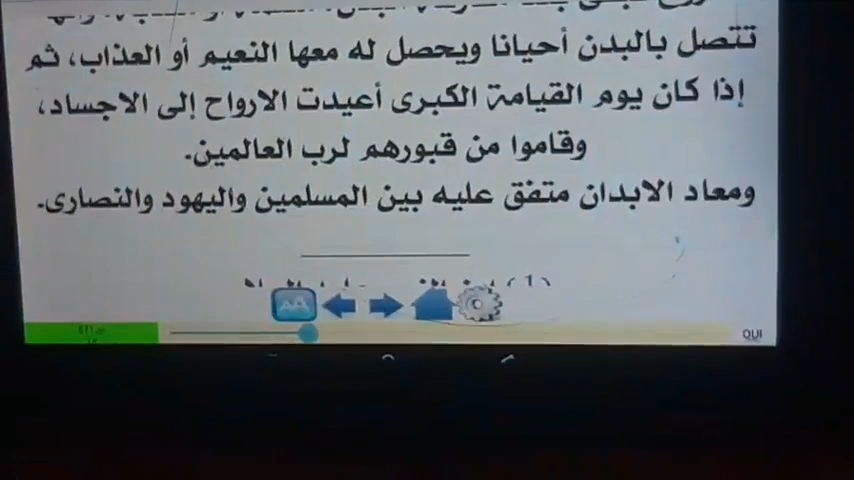 تتصل بالبدن أحيانا ويحصل له معها النعيم أو العذاب، ثم
إذا كان يوم القيامة الكبرى أعيدت الارواح إلى الاجساد،
وقاموا من قبورهم لرب العالمين.
ومعاد الابدان متفق عليه بين المسلمين واليهود والنصارى.
QUI